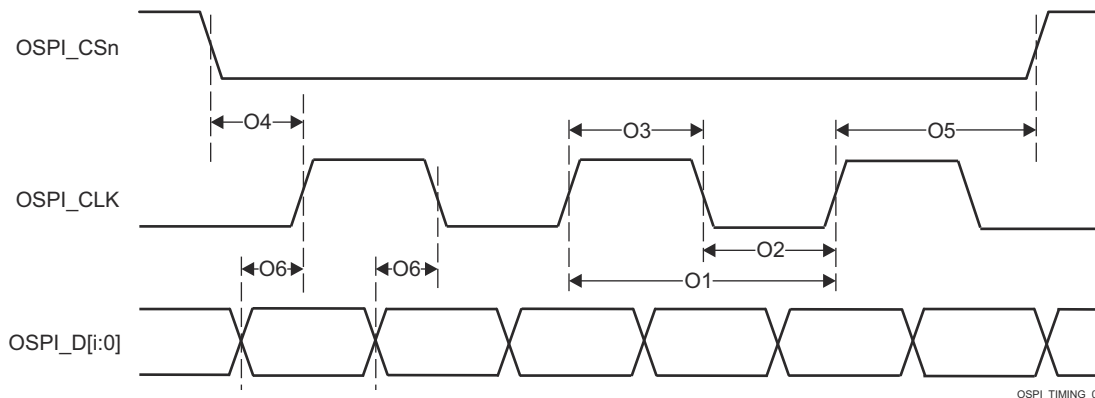 OSPI_CSn
O4
O3
O5
OSPI_CLK
O6
O6
O2
O1
OSPI_D[i:0]